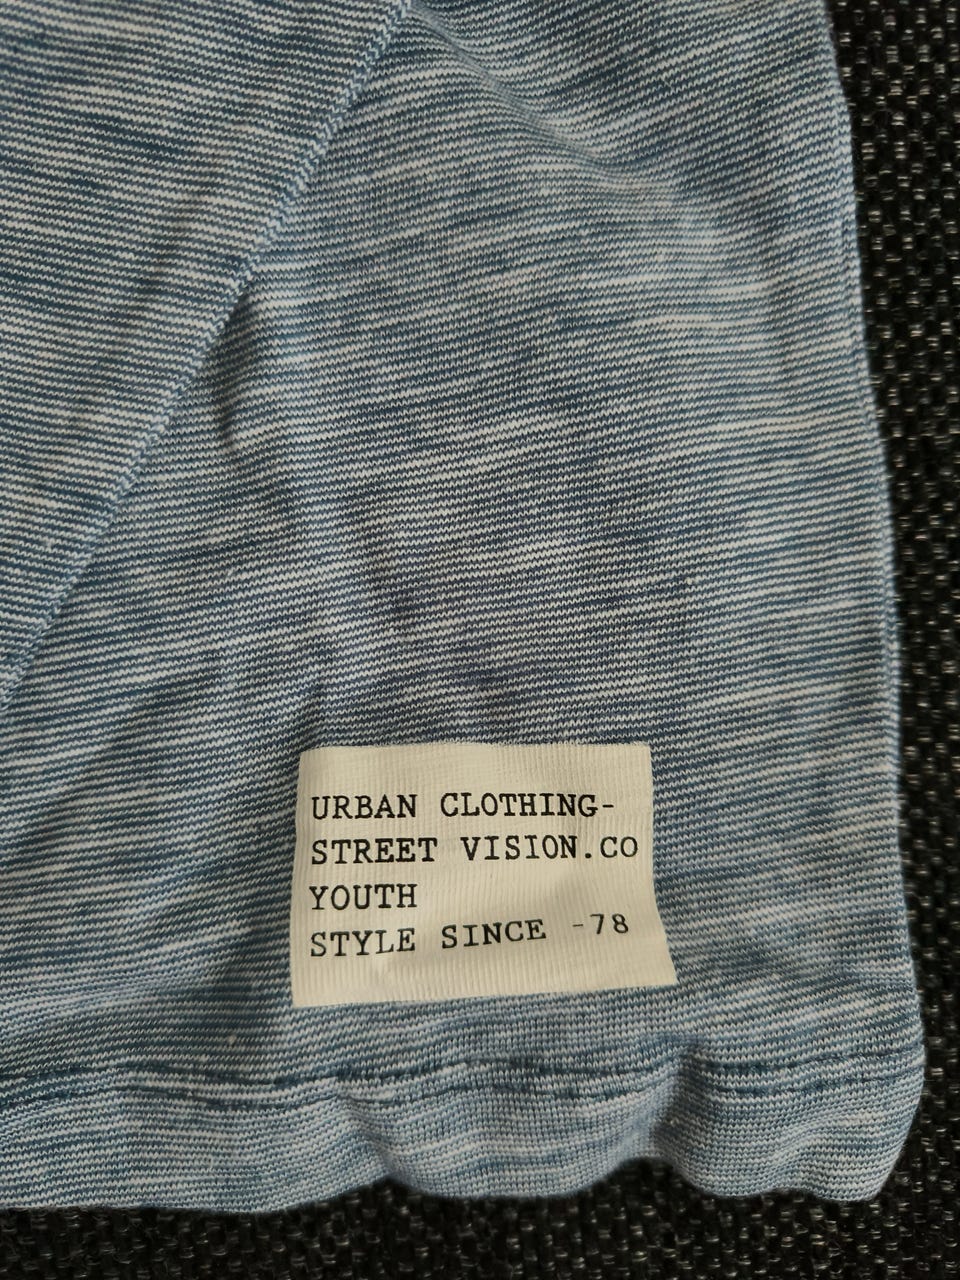 URBAN CLOTHING-
STREET VISION.CO
YOUTH
STYLE SINCE -78